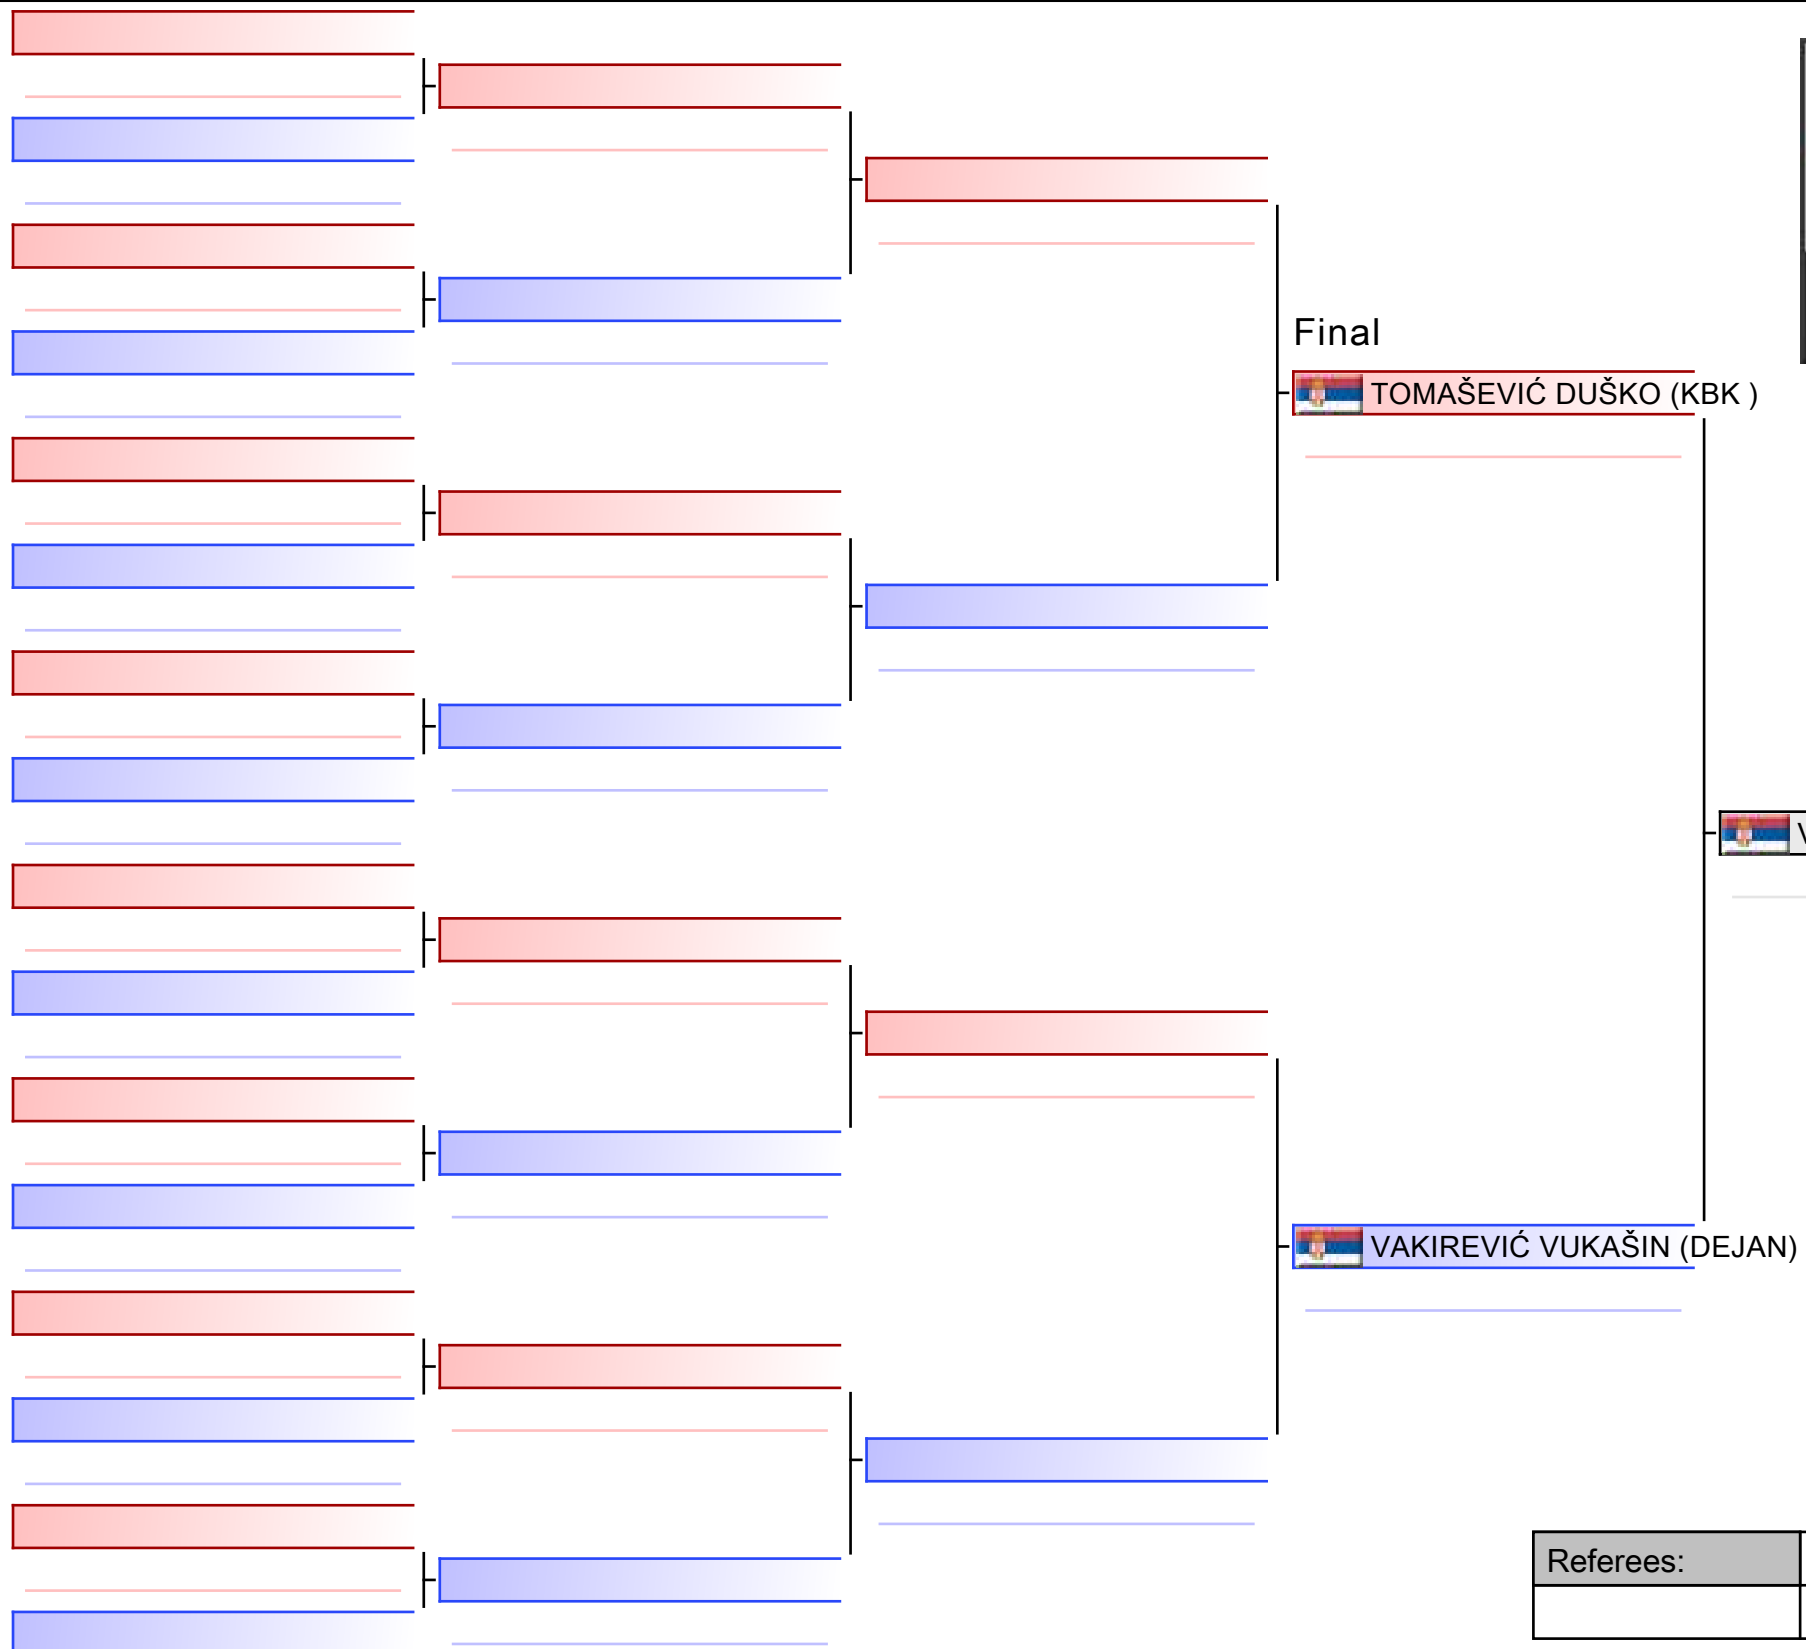 Final
TOMAŠEVIĆ DUŠKO (KBK )
V
VAKIREVIĆ VUKAŠIN (DEJAN)
Referees: